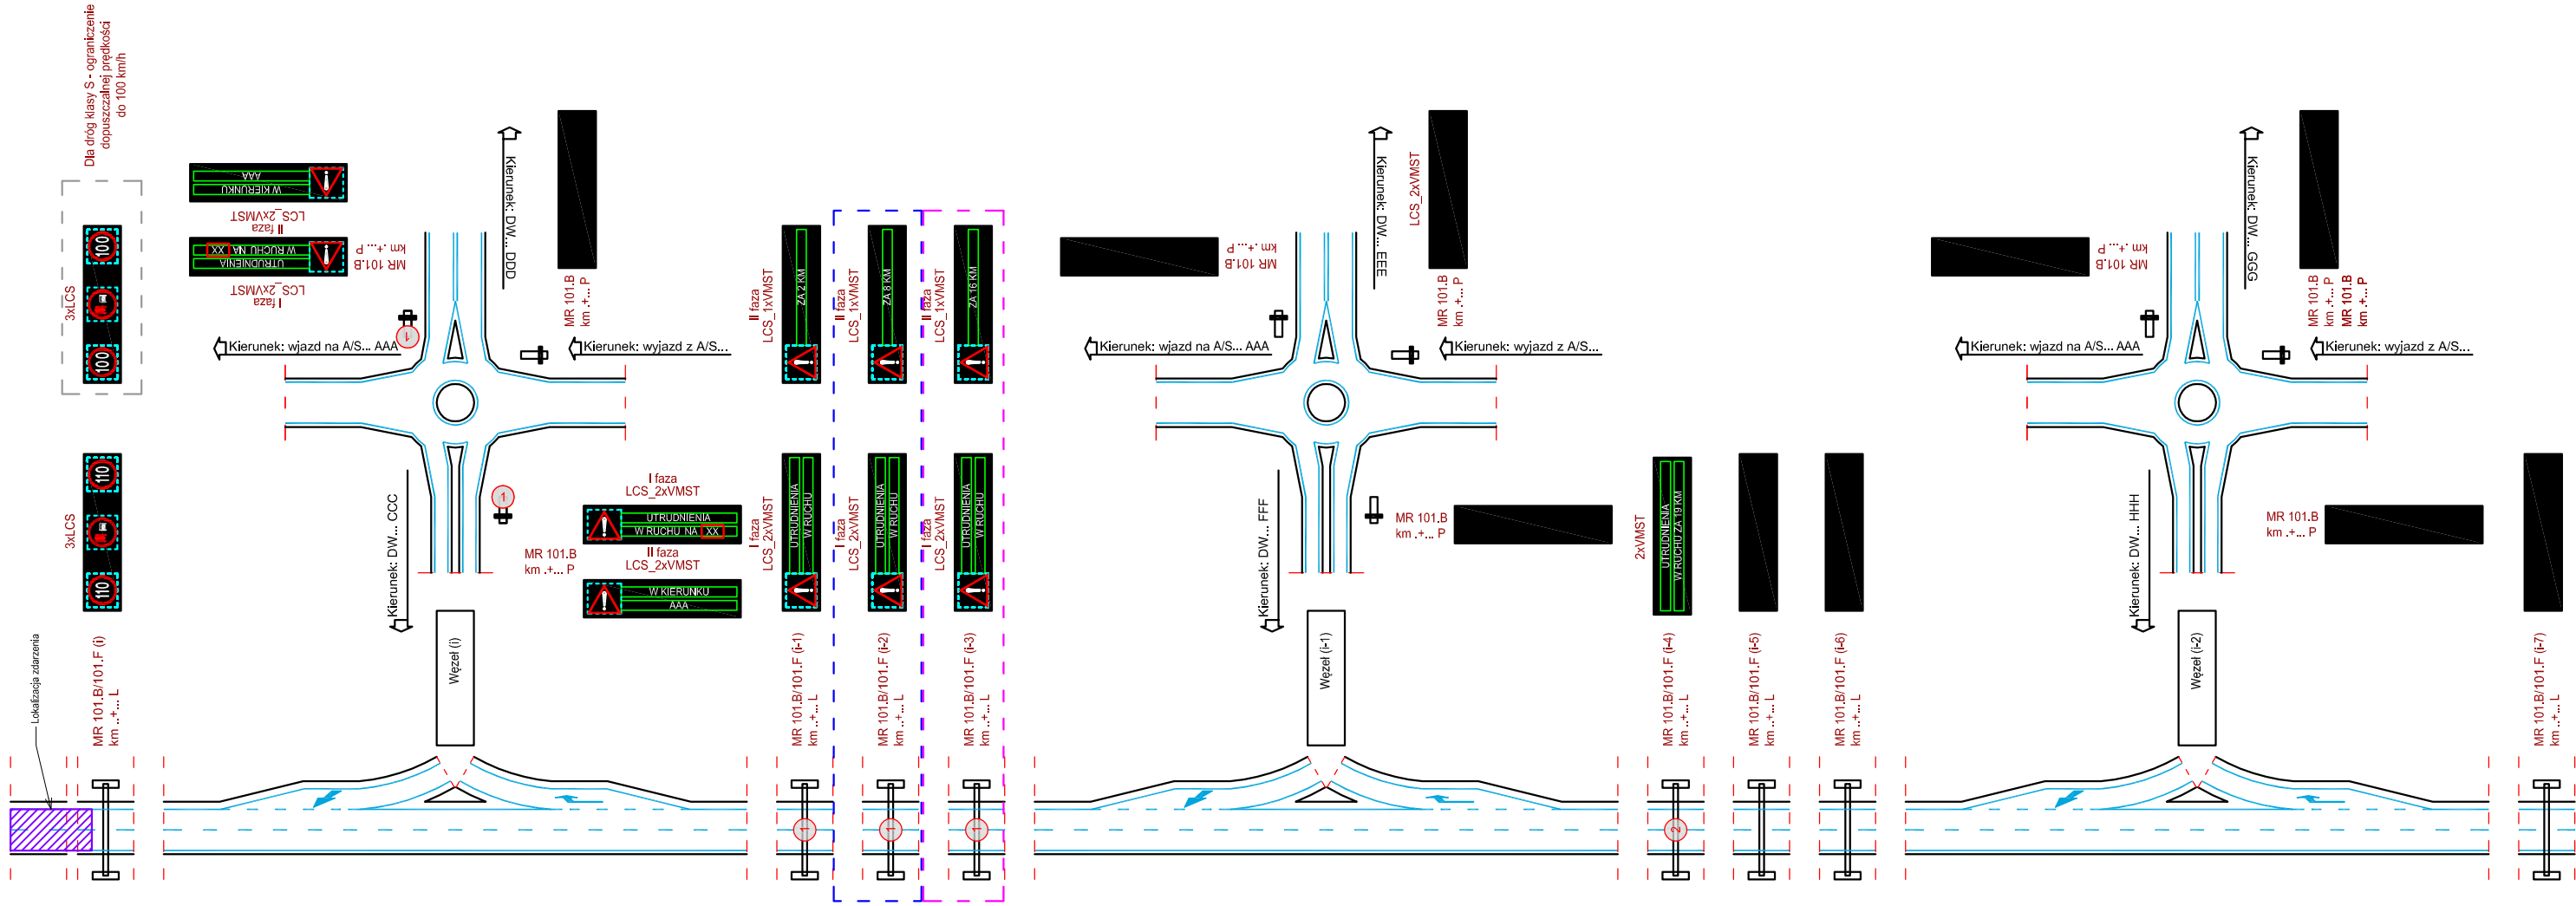 Dla dróg klasy S - ograniczenie
dopuszczalnej prędkości
do 100 km/h
3xLCS
100
100
3xLCS
110
110
Lokalizacja zdarzenia
MR 101.B/101.F (i)
km ..+... L
W KIERUNKU
AAA
II faza
LCS_2xVMST
UTRUDNIENIA
W RUCHU NA XX
I faza
LCS_2xVMST
MR 101.B
km .+... P
1
Kierunek: DW... DDD
MR 101.B
km .+... P
Kierunek: wjazd na A/S... AAA
Kierunek: wyjazd z A/S...
Kierunek: DW... CCC
1
I faza
LCS_2xVMST
UTRUDNIENIA
W RUCHU NA XX
MR 101.B
km .+... P
II faza
LCS_2xVMST
W KIERUNKU
AAA
Węzeł (i)
II faza
LCS_1xVMST
ZA 2 KM
I faza
LCS_2xVMST
UTRUDNIENIA
W RUCHU
MR 101.B/101.F (i-1)
km ..+... L
1
II faza
LCS_1xVMST
ZA 8 KM
I faza
LCS_2xVMST
UTRUDNIENIA
W RUCHU
MR 101.B/101.F (i-2)
km ..+... L
1
II faza
LCS_1xVMST
ZA 16 KM
I faza
LCS_2xVMST
UTRUDNIENIA
W RUCHU
MR 101.B/101.F (i-3)
km ..+... L
1
MR 101.B
km .+... P
Kierunek: DW... EEE
LCS_2xVMST
MR 101.B
km .+... P
Kierunek: wjazd na A/S... AAA
Kierunek: wyjazd z A/S...
Kierunek: DW... FFF
MR 101.B
km .+... P
Węzeł (i-1)
2xVMST
UTRUDNIENIA
W RUCHU ZA 19 KM
MR 101.B/101.F (i-4)
km ..+... L
2
MR 101.B/101.F (i-5)
km ..+... L
MR 101.B/101.F (i-6)
km ..+... L
MR 101.B
km .+... P
Kierunek: DW... GGG
MR 101.B
km .+... P
MR 101.B
km .+... P
Kierunek: wjazd na A/S... AAA
Kierunek: wyjazd z A/S...
Kierunek: DW... HHH
MR 101.B
km .+... P
Węzeł (i-2)
MR 101.B/101.F (i-7)
km ..+... L